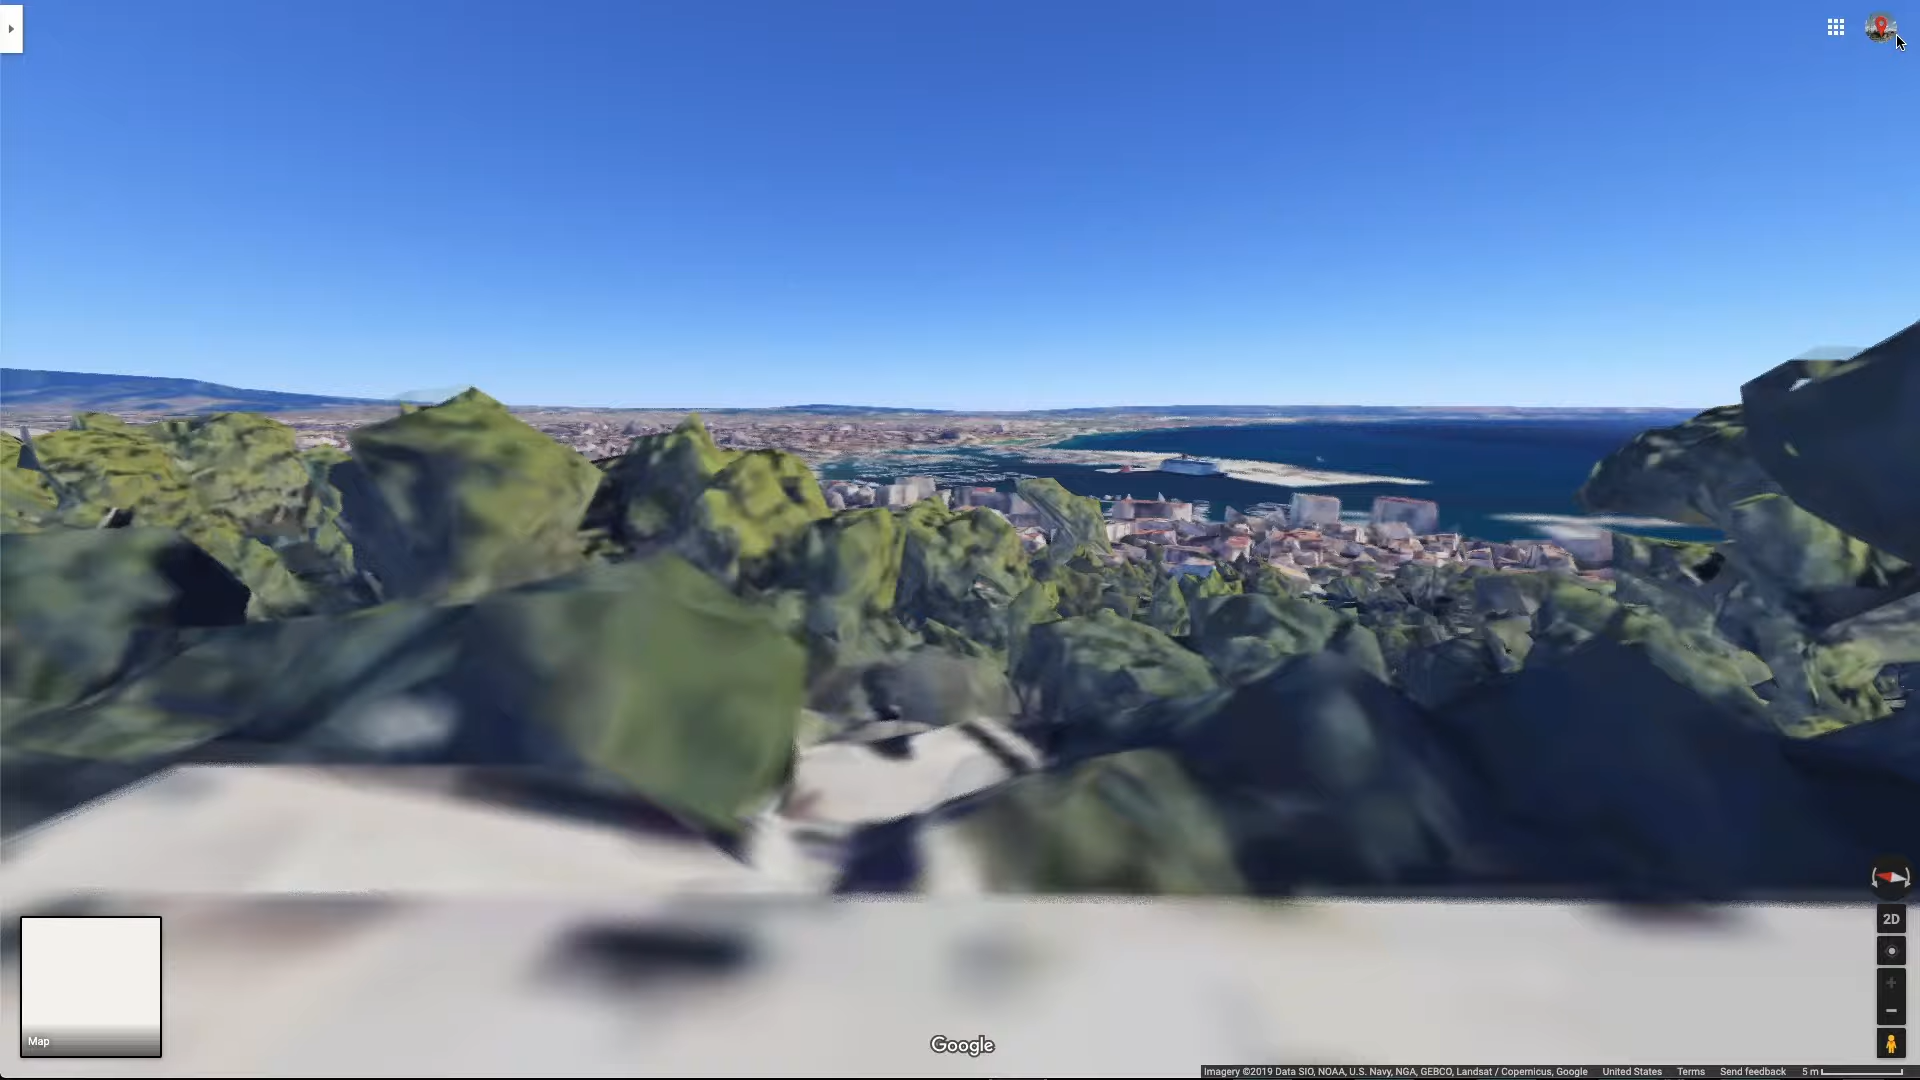 2D
Map
Google
Imagery ©2019 Data SIO, NOAA, U.S. Navy, NGA, GEBCO, Landsat / Copernicus, Google United States Terms Send feedback 5 m